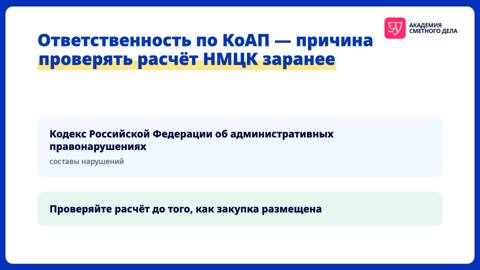 АКАДЕМИЯ
СМЕТНОГО ДЕЛА
Ответственность по КоАП — причина
проверять расчёт НМЦК заранее
Кодекс Российской Федерации об административных
правонарушениях
составы нарушений
Проверяйте расчёт до того, как закупка размещена